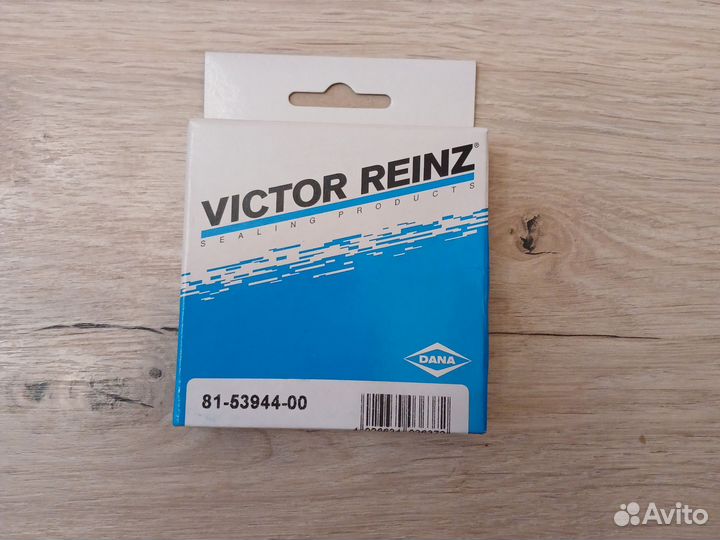 VICTOR REINZ®
SEALING PRODUCTS
DANA
81-53944-00
Avito